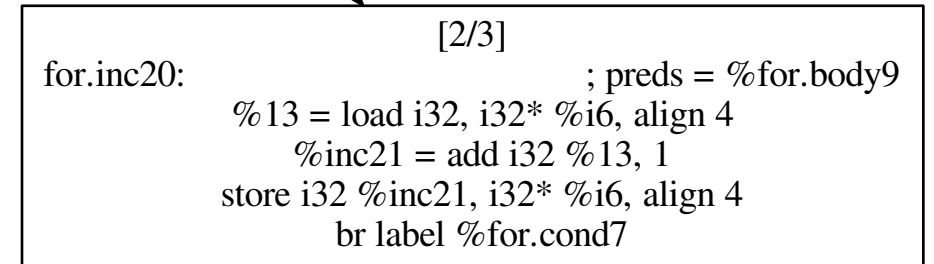 [2/3]
for.inc20: ; preds = %for.body9
%13 = load i32, i32* %i6, align 4
%inc21 = add i32 %13, 1
store i32 %inc21, i32* %i6, align 4
br label %for.cond7